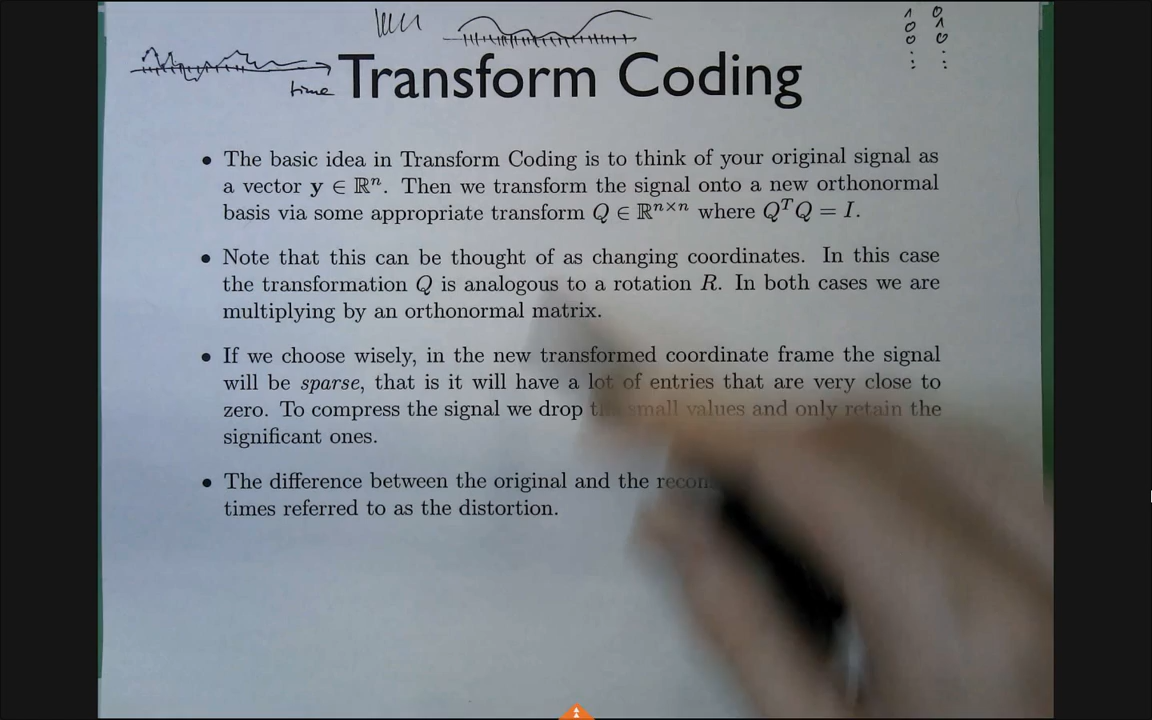 1 0
0 1
0 0
⋮ ⋮
time
Transform Coding
• The basic idea in Transform Coding is to think of your original signal as
a vector y ∈ ℝⁿ. Then we transform the signal onto a new orthonormal
basis via some appropriate transform Q ∈ ℝⁿˣⁿ where QᵀQ = I.
• Note that this can be thought of as changing coordinates. In this case
the transformation Q is analogous to a rotation R. In both cases we are
multiplying by an orthonormal matrix.
• If we choose wisely, in the new transformed coordinate frame the signal
will be sparse, that is it will have a lot of entries that are very close to
zero. To compress the signal we drop small values and only retain the
significant ones.
• The difference between the original and the
times referred to as the distortion.